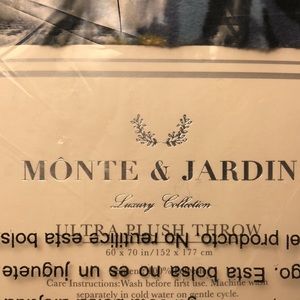 MÔNTE & JARDIN
Luxury Collection
ULTRA PLUSH THROW
60 x 70 in/152 x 177 cm
el producto. No reutilice esta bols
go. Esta bolsa no es un juguete
Care Instructions:Wash before first use. Machine wash
separately in cold water on gentle cycle.